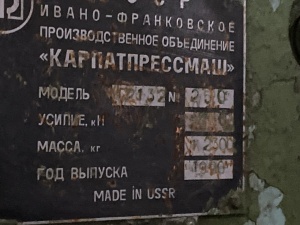 ИВАНО-ФРАНКОВСКОЕ
ПРОИЗВОДСТВЕННОЕ ОБЪЕДИНЕНИЕ
«КАРПАТПРЕССМАШ»
МОДЕЛЬ №
УСИЛИЕ, кН
МАССА, кг
ГОД ВЫПУСКА
MADE IN USSR